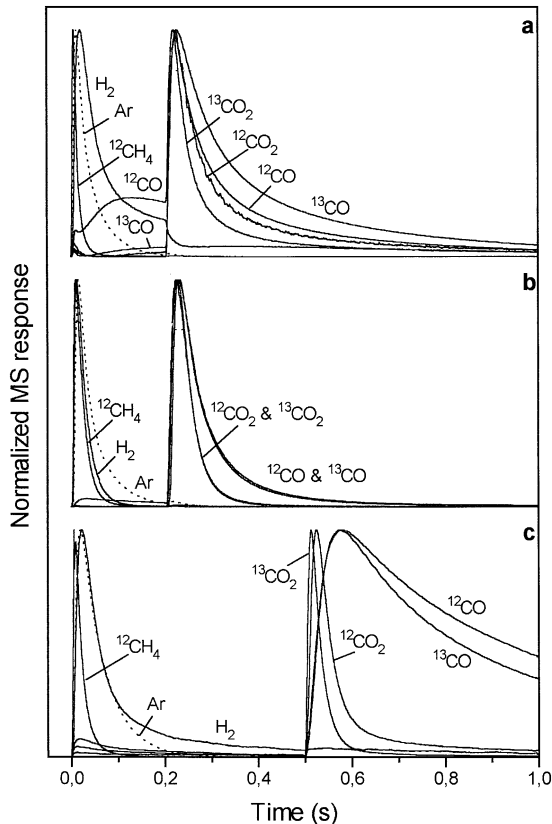 a
H₂
Ar
¹³CO₂
¹²CH₄
¹²CO₂
¹²CO
¹²CO
¹³CO
¹³CO
b
¹²CH₄
¹²CO₂ & ¹³CO₂
H₂
Ar
¹²CO & ¹³CO
c
¹³CO₂
¹²CO
¹²CH₄
¹²CO₂
¹³CO
Ar
H₂
Normalized MS response
0,0 0,2 0,4 0,6 0,8 1,0
Time (s)